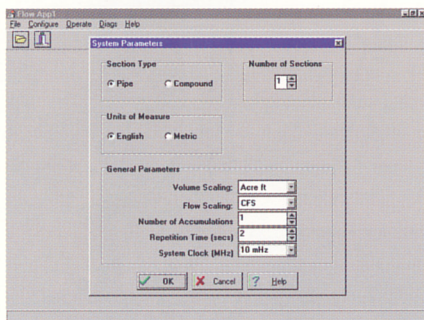 Flow App1
File Configure Operate Diags Help
System Parameters
Section Type
Pipe Compound
Number of Sections
1
Units of Measure
English Metric
General Parameters
Volume Scaling: Acre ft
Flow Scaling: CFS
Number of Accumulations 1
Repetition Time (secs) 2
System Clock (MHz) 10 mHz
OK Cancel ? Help